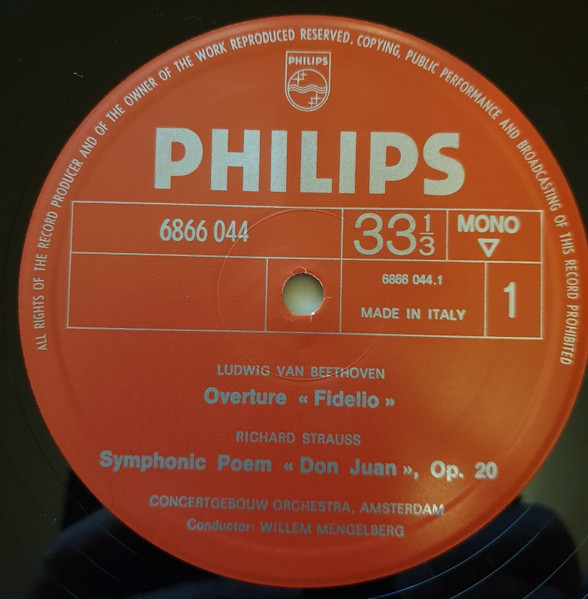 ALL RIGHTS OF THE RECORD PRODUCER AND OF THE OWNER OF THE WORK REPRODUCED RESERVED. COPYING, PUBLIC PERFORMANCE AND BROADCASTING OF THIS RECORD PROHIBITED
PHILIPS
PHILIPS
6866 044
33 1/3
MONO
6866 044.1
MADE IN ITALY
1
LUDWIG VAN BEETHOVEN
Overture « Fidelio »
RICHARD STRAUSS
Symphonic Poem « Don Juan », Op. 20
CONCERTGEBOUW ORCHESTRA, AMSTERDAM
Conductor: WILLEM MENGELBERG